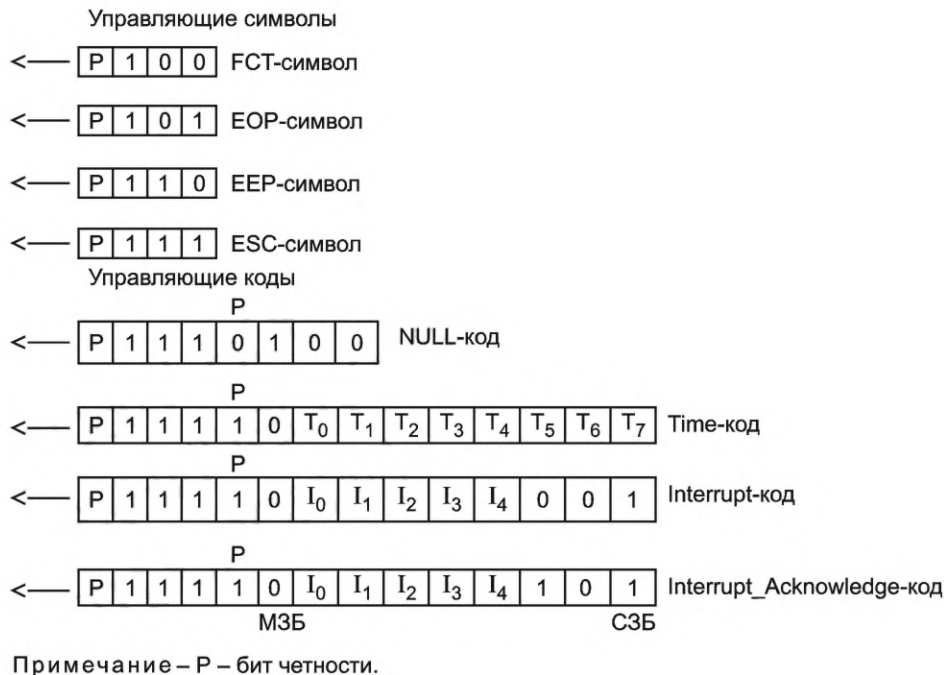 Управляющие символы
<— P 1 0 0 FCT-символ
<— P 1 0 1 EOP-символ
<— P 1 1 0 EEP-символ
<— P 1 1 1 ESC-символ
Управляющие коды
P
<— P 1 1 1 0 1 0 0 NULL-код
P
<— P 1 1 1 1 0 T0 T1 T2 T3 T4 T5 T6 T7 Time-код
P
<— P 1 1 1 1 0 I0 I1 I2 I3 I4 0 0 1 Interrupt-код
P
<— P 1 1 1 1 0 I0 I1 I2 I3 I4 1 0 1 Interrupt_Acknowledge-код
МЗБ СЗБ
Примечание – P – бит четности.